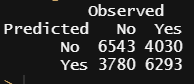 Observed
Predicted No Yes
No 6543 4030
Yes 3780 6293
>